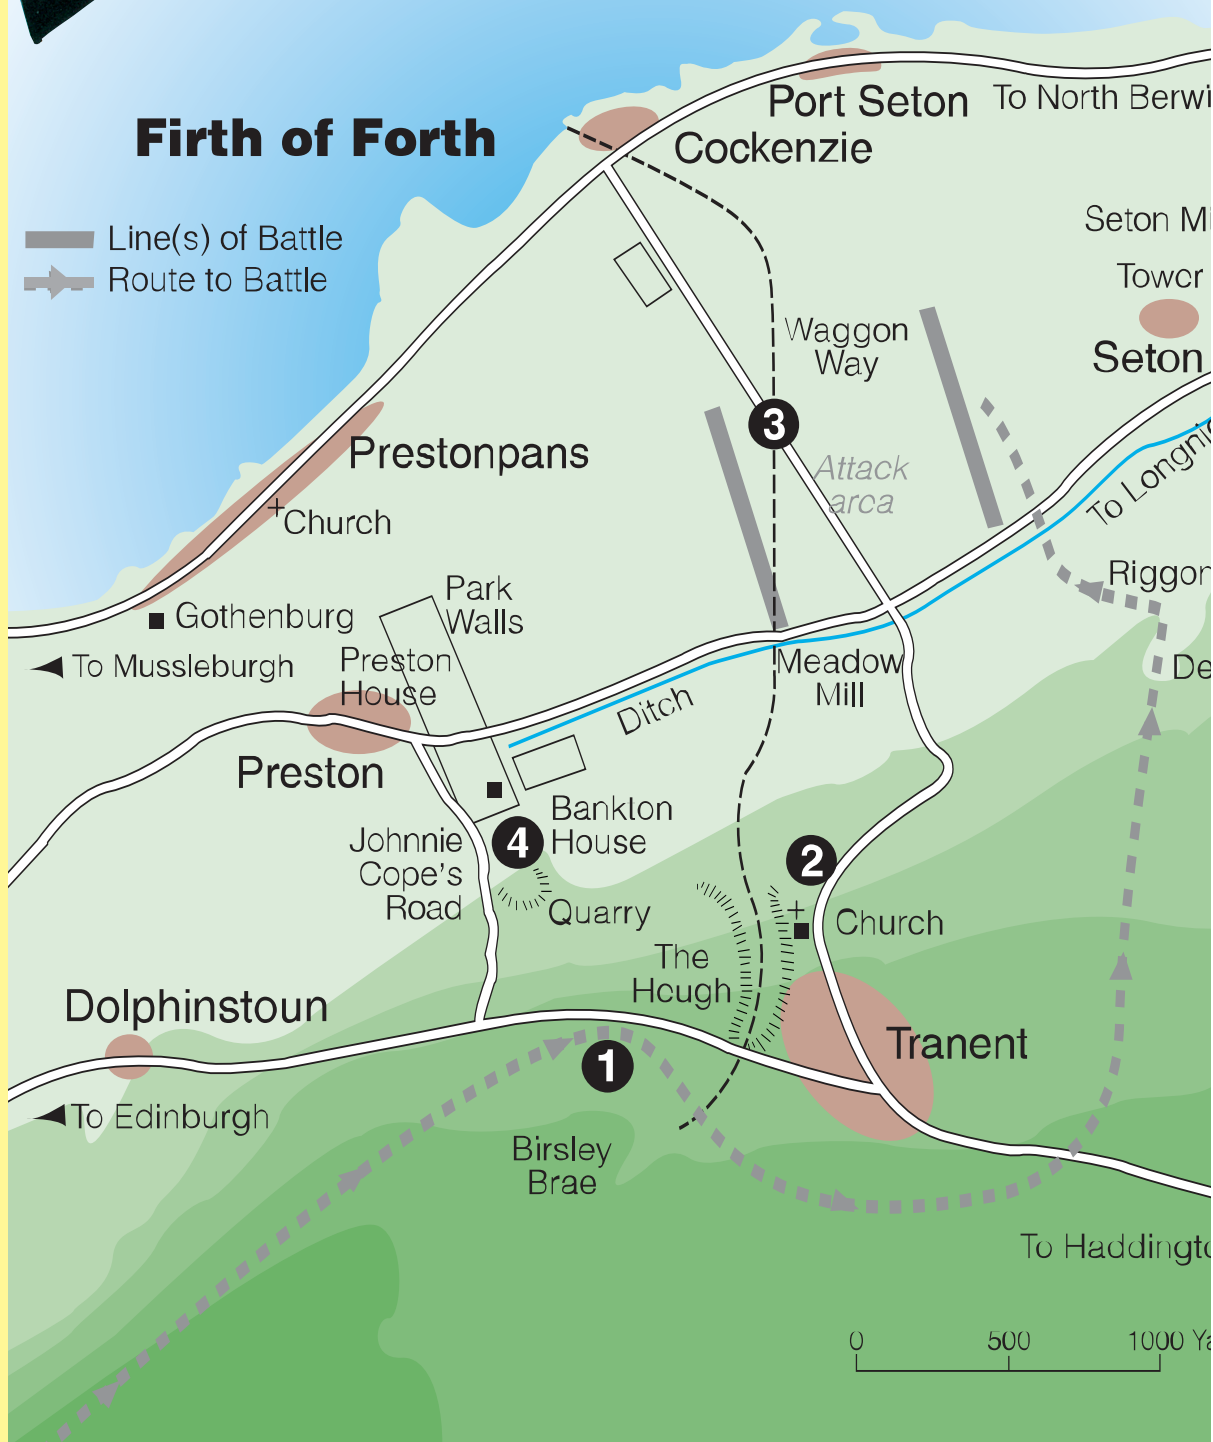 Port Seton
To North Berwi
Firth of Forth
Cockenzie
Line(s) of Battle
Route to Battle
Seton Mi
Tower
Seton
Waggon
Way
3
Attack
area
Prestonpans
To Longni
Church
Riggon
Park
Walls
Gothenburg
Preston
House
To Mussleburgh
Meadow
Mill
De
Ditch
Preston
Bankton
House
Johnnie
Cope's
Road
4
2
Quarry
Church
The
Heugh
Dolphinstoun
Tranent
1
To Edinburgh
Birsley
Brae
To Haddingto
0 500 1000 Ya